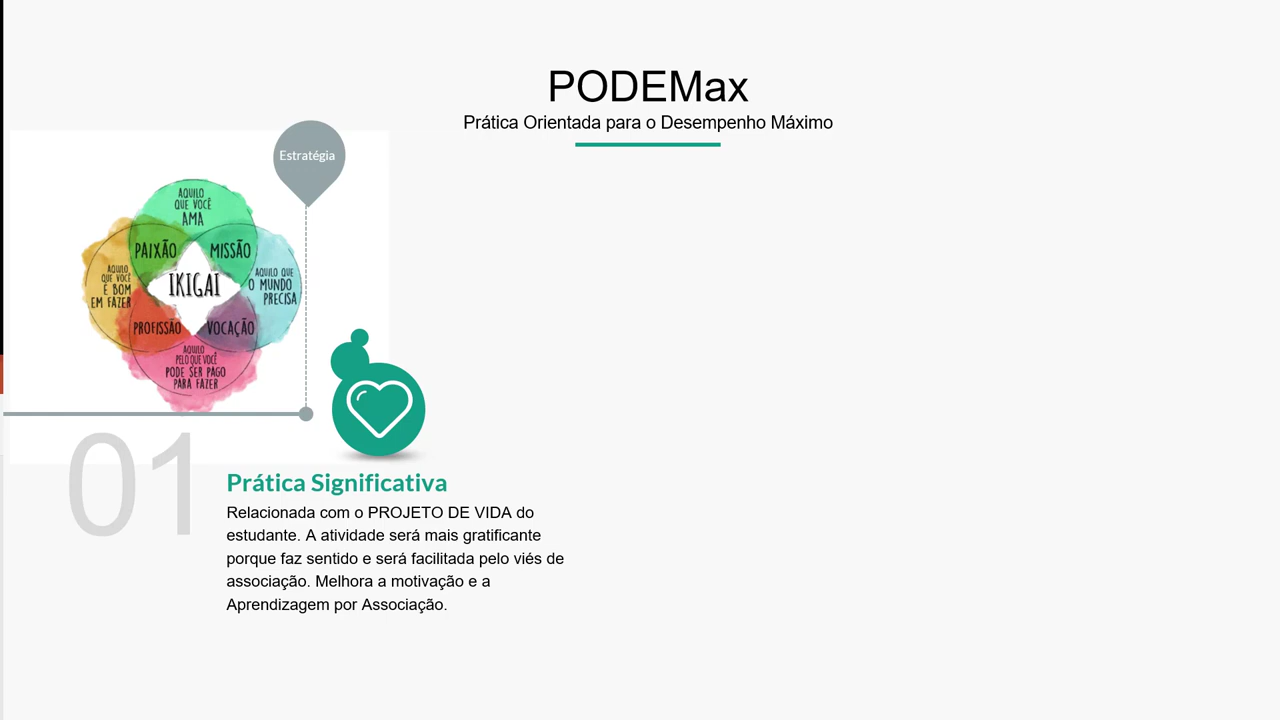 PODEMax
Prática Orientada para o Desempenho Máximo
Estratégia
AQUILO
QUE VOCÊ
AMA
PAIXÃO
MISSÃO
AQUILO
QUE VOCÊ
É BOM
EM FAZER
IKIGAI
AQUILO QUE
O MUNDO
PRECISA
PROFISSÃO
VOCAÇÃO
AQUILO
PELO QUE VOCÊ
PODE SER PAGO
PARA FAZER
01
Prática Significativa
Relacionada com o PROJETO DE VIDA do
estudante. A atividade será mais gratificante
porque faz sentido e será facilitada pelo viés de
associação. Melhora a motivação e a
Aprendizagem por Associação.